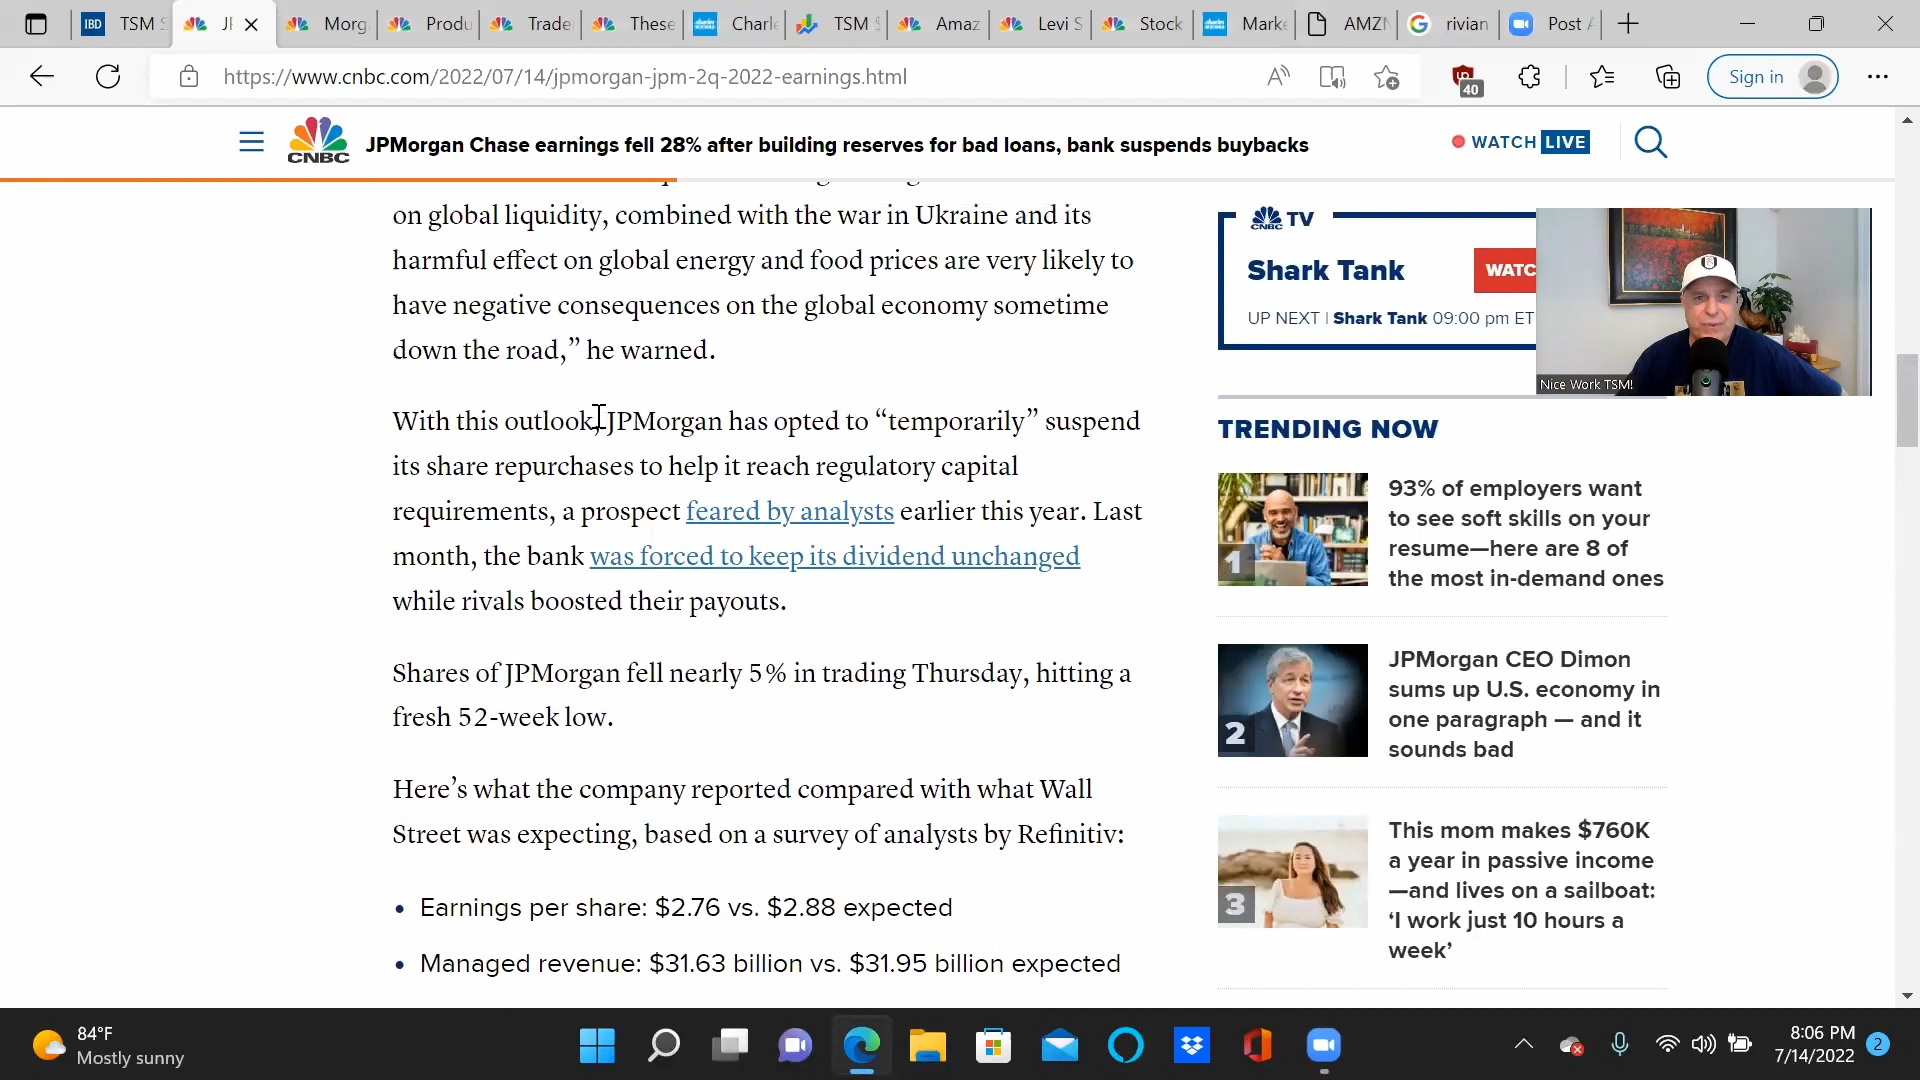 TSM S
JF
Morg
Produ
Trade
These
Charl
TSM S
Amaz
Levi S
Stock
Marke
AMZN
rivian
Post A
https://www.cnbc.com/2022/07/14/jpmorgan-jpm-2q-2022-earnings.html
40
Sign in
CNBC
JPMorgan Chase earnings fell 28% after building reserves for bad loans, bank suspends buybacks
WATCH LIVE
on global liquidity, combined with the war in Ukraine and its
harmful effect on global energy and food prices are very likely to
have negative consequences on the global economy sometime
down the road,” he warned.
With this outlook, JPMorgan has opted to “temporarily” suspend
its share repurchases to help it reach regulatory capital
requirements, a prospect feared by analysts earlier this year. Last
month, the bank was forced to keep its dividend unchanged
while rivals boosted their payouts.
Shares of JPMorgan fell nearly 5% in trading Thursday, hitting a
fresh 52-week low.
Here’s what the company reported compared with what Wall
Street was expecting, based on a survey of analysts by Refinitiv:
• Earnings per share: $2.76 vs. $2.88 expected
• Managed revenue: $31.63 billion vs. $31.95 billion expected
CNBC TV
Shark Tank
WATC
UP NEXT | Shark Tank 09:00 pm ET
Nice Work TSM!
TRENDING NOW
1
93% of employers want
to see soft skills on your
resume—here are 8 of
the most in-demand ones
2
JPMorgan CEO Dimon
sums up U.S. economy in
one paragraph — and it
sounds bad
3
This mom makes $760K
a year in passive income
—and lives on a sailboat:
‘I work just 10 hours a
week’
84°F
Mostly sunny
8:06 PM
7/14/2022
2